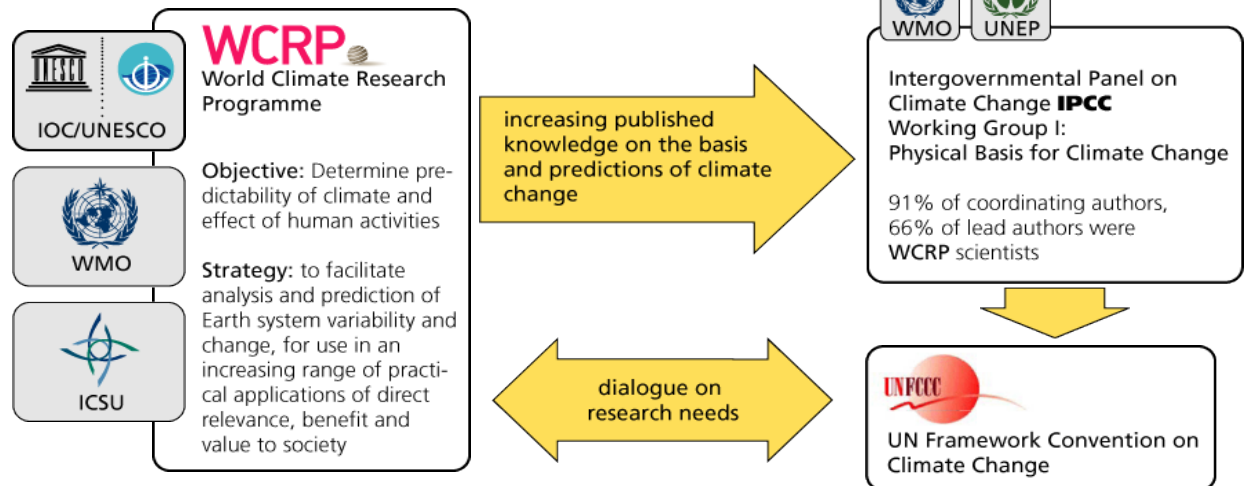 UNESCO
IOC/UNESCO
WMO
ICSU
WCRP
World Climate Research
Programme
Objective: Determine pre-
dictability of climate and
effect of human activities
Strategy: to facilitate
analysis and prediction of
Earth system variability and
change, for use in an
increasing range of practi-
cal applications of direct
relevance, benefit and
value to society
increasing published
knowledge on the basis
and predictions of climate
change
dialogue on
research needs
WMO
UNEP
Intergovernmental Panel on
Climate Change IPCC
Working Group I:
Physical Basis for Climate Change
91% of coordinating authors,
66% of lead authors were
WCRP scientists
UNFCCC
UN Framework Convention on
Climate Change